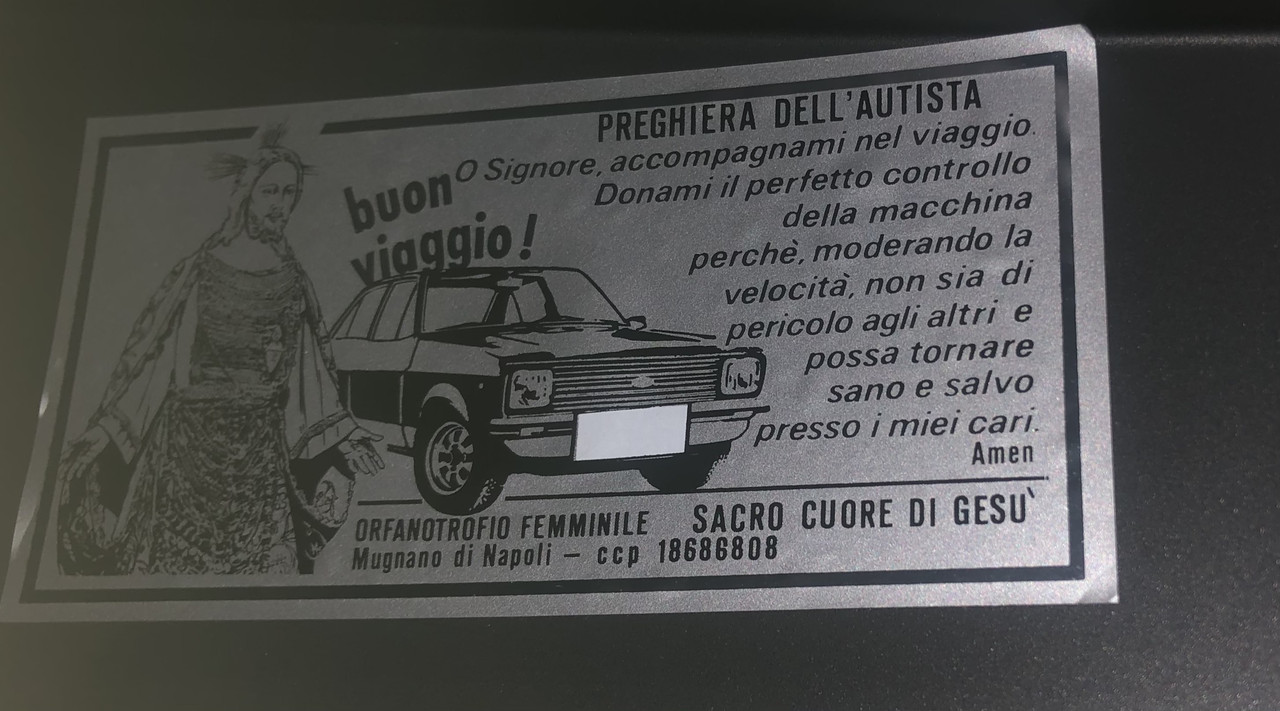 PREGHIERA DELL'AUTISTA
buon
viaggio!
O Signore, accompagnami nel viaggio.
Donami il perfetto controllo
della macchina
perchè, moderando la
velocità, non sia di
pericolo agli altri e
possa tornare
sano e salvo
presso i miei cari.
Amen
ORFANOTROFIO FEMMINILE SACRO CUORE DI GESU'
Mugnano di Napoli – ccp 18686808